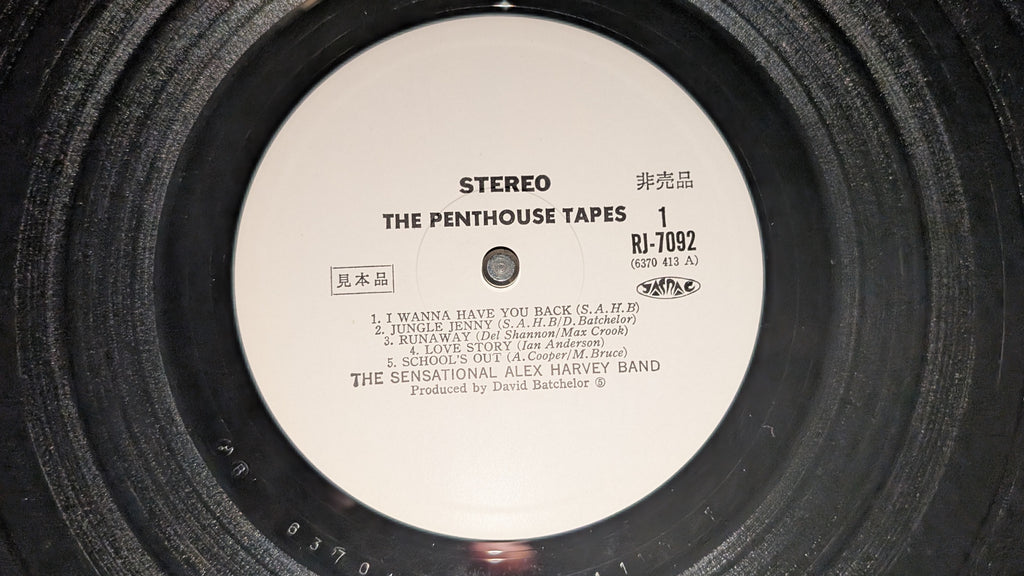 STEREO
非売品
THE PENTHOUSE TAPES
1
RJ-7092
(6370 413 A)
見本品
JASRAC
1. I WANNA HAVE YOU BACK (S.A.H.B)
2. JUNGLE JENNY (S.A.H.B/D.Batchelor)
3. RUNAWAY (Del Shannon/Max Crook)
4. LOVE STORY (Ian Anderson)
5. SCHOOL'S OUT (A.Cooper/M.Bruce)
THE SENSATIONAL ALEX HARVEY BAND
Produced by David Batchelor ⑤
6370